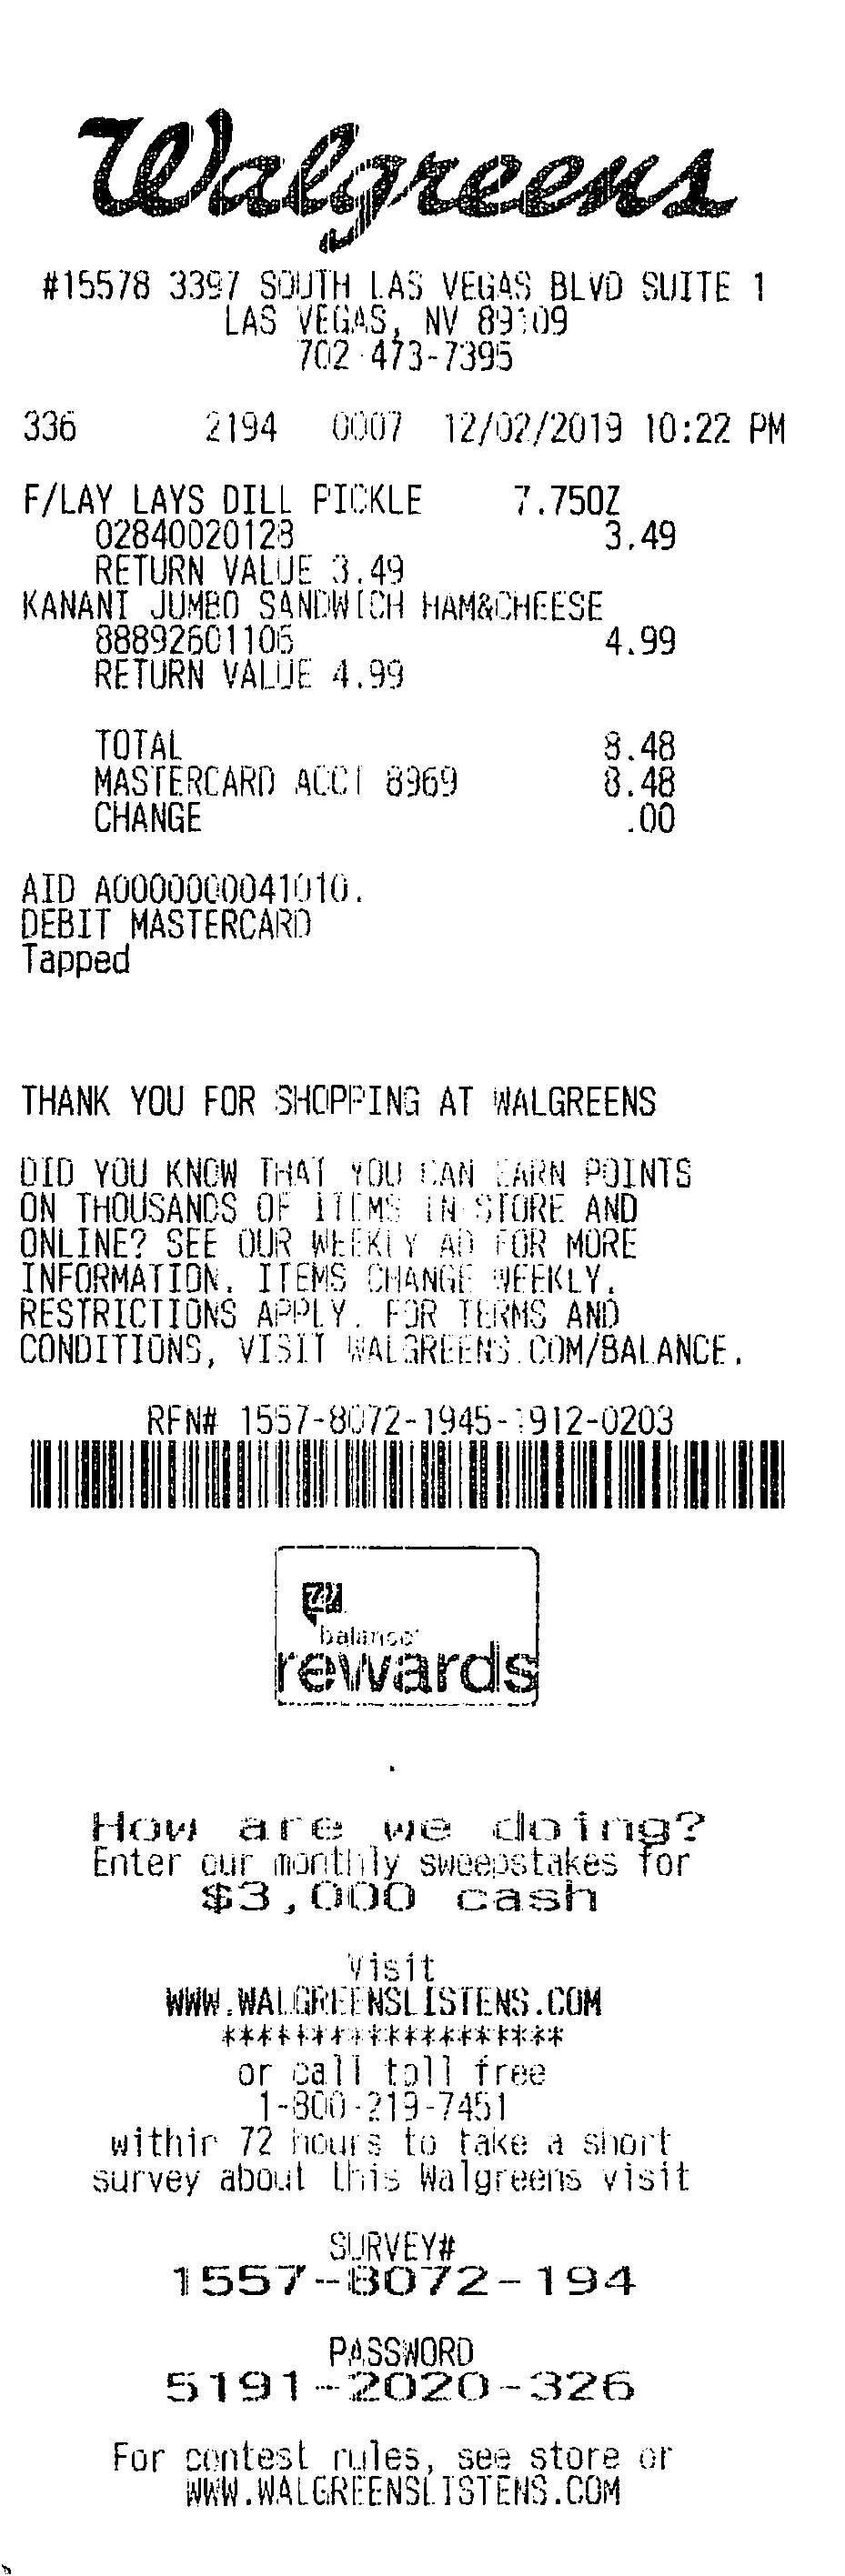 Walgreens
#15578 3397 SOUTH LAS VEGAS BLVD SUITE 1
LAS VEGAS, NV 89109
702-473-7395
336 2194 0007 12/02/2019 10:22 PM
F/LAY LAYS DILL PICKLE 7.75OZ
02840020128 3.49
RETURN VALUE 3.49
KANANI JUMBO SANDWICH HAM&CHEESE
88892601106 4.99
RETURN VALUE 4.99
TOTAL 8.48
MASTERCARD ACCT 8969 8.48
CHANGE .00
AID A0000000041010.
DEBIT MASTERCARD
Tapped
THANK YOU FOR SHOPPING AT WALGREENS
DID YOU KNOW THAT YOU CAN EARN POINTS
ON THOUSANDS OF ITEMS IN STORE AND
ONLINE? SEE OUR WEEKLY AD FOR MORE
INFORMATION. ITEMS CHANGE WEEKLY.
RESTRICTIONS APPLY. FOR TERMS AND
CONDITIONS, VISIT WALGREENS.COM/BALANCE.
RFN# 1557-8072-1945-1912-0203
balance
rewards
How are we doing?
Enter our monthly sweepstakes for
$3,000 cash
Visit
WWW.WALGREENSLISTENS.COM
*******************
or call toll free
1-800-219-7451
within 72 hours to take a short
survey about this Walgreens visit
SURVEY#
1557-8072-194
PASSWORD
5191-2020-326
For contest rules, see store or
WWW.WALGREENSLISTENS.COM